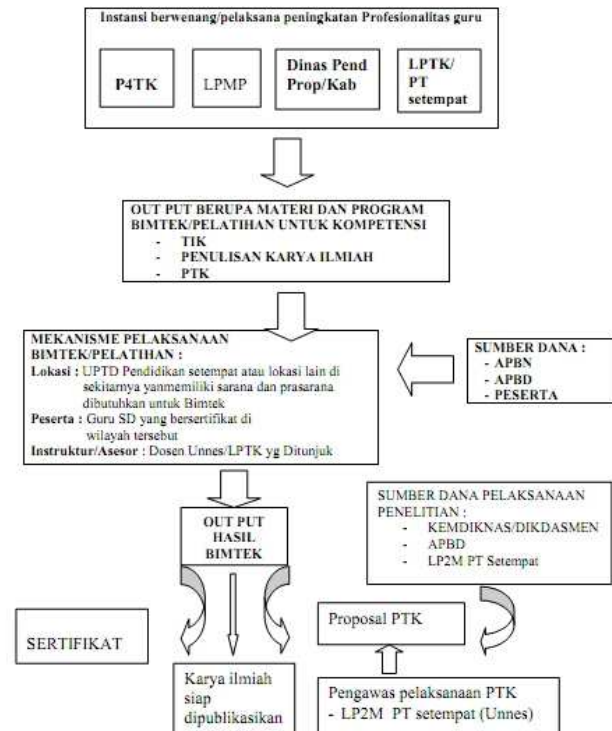 Instansi berwenang/pelaksana peningkatan Profesionalitas guru
P4TK
LPMP
Dinas Pend
Prop/Kab
LPTK/
PT
setempat
OUT PUT BERUPA MATERI DAN PROGRAM
BIMTEK/PELATIHAN UNTUK KOMPETENSI
- TIK
- PENULISAN KARYA ILMIAH
- PTK
MEKANISME PELAKSANAAN
BIMTEK/PELATIHAN :
Lokasi : UPTD Pendidikan setempat atau lokasi lain di
sekitarnya yanmemiliki sarana dan prasarana
dibutuhkan untuk Bimtek
Peserta : Guru SD yang bersertifikat di
wilayah tersebut
Instruktur/Asesor : Dosen Unnes/LPTK yg Ditunjuk
SUMBER DANA :
- APBN
- APBD
- PESERTA
OUT PUT
HASIL
BIMTEK
SUMBER DANA PELAKSANAAN
PENELITIAN :
- KEMDIKNAS/DIKDASMEN
- APBD
- LP2M PT Setempat
SERTIFIKAT
Proposal PTK
Karya ilmiah
siap
dipublikasikan
Pengawas pelaksanaan PTK
- LP2M PT setempat (Unnes)